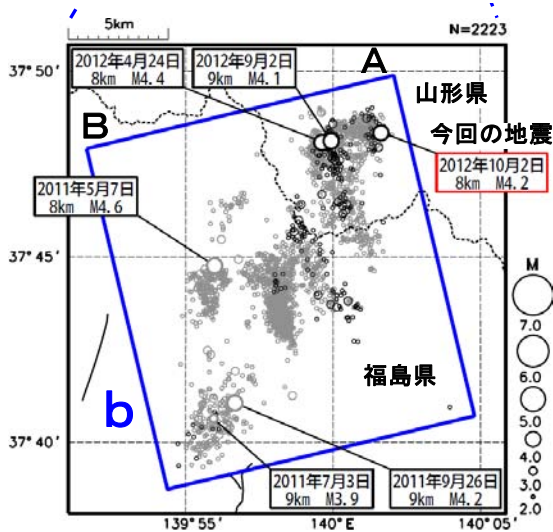 5km
N=2223
37°50′
2012年4月24日
8km M4.4
2012年9月2日
9km M4.1
A
山形県
B
今回の地震
2012年10月2日
8km M4.2
2011年5月7日
8km M4.6
37°45′
M
7.0
6.0
5.0
4.0
3.0
2.0
福島県
b
37°40′
2011年7月3日
9km M3.9
2011年9月26日
9km M4.2
139°55′
140°E
140°05′